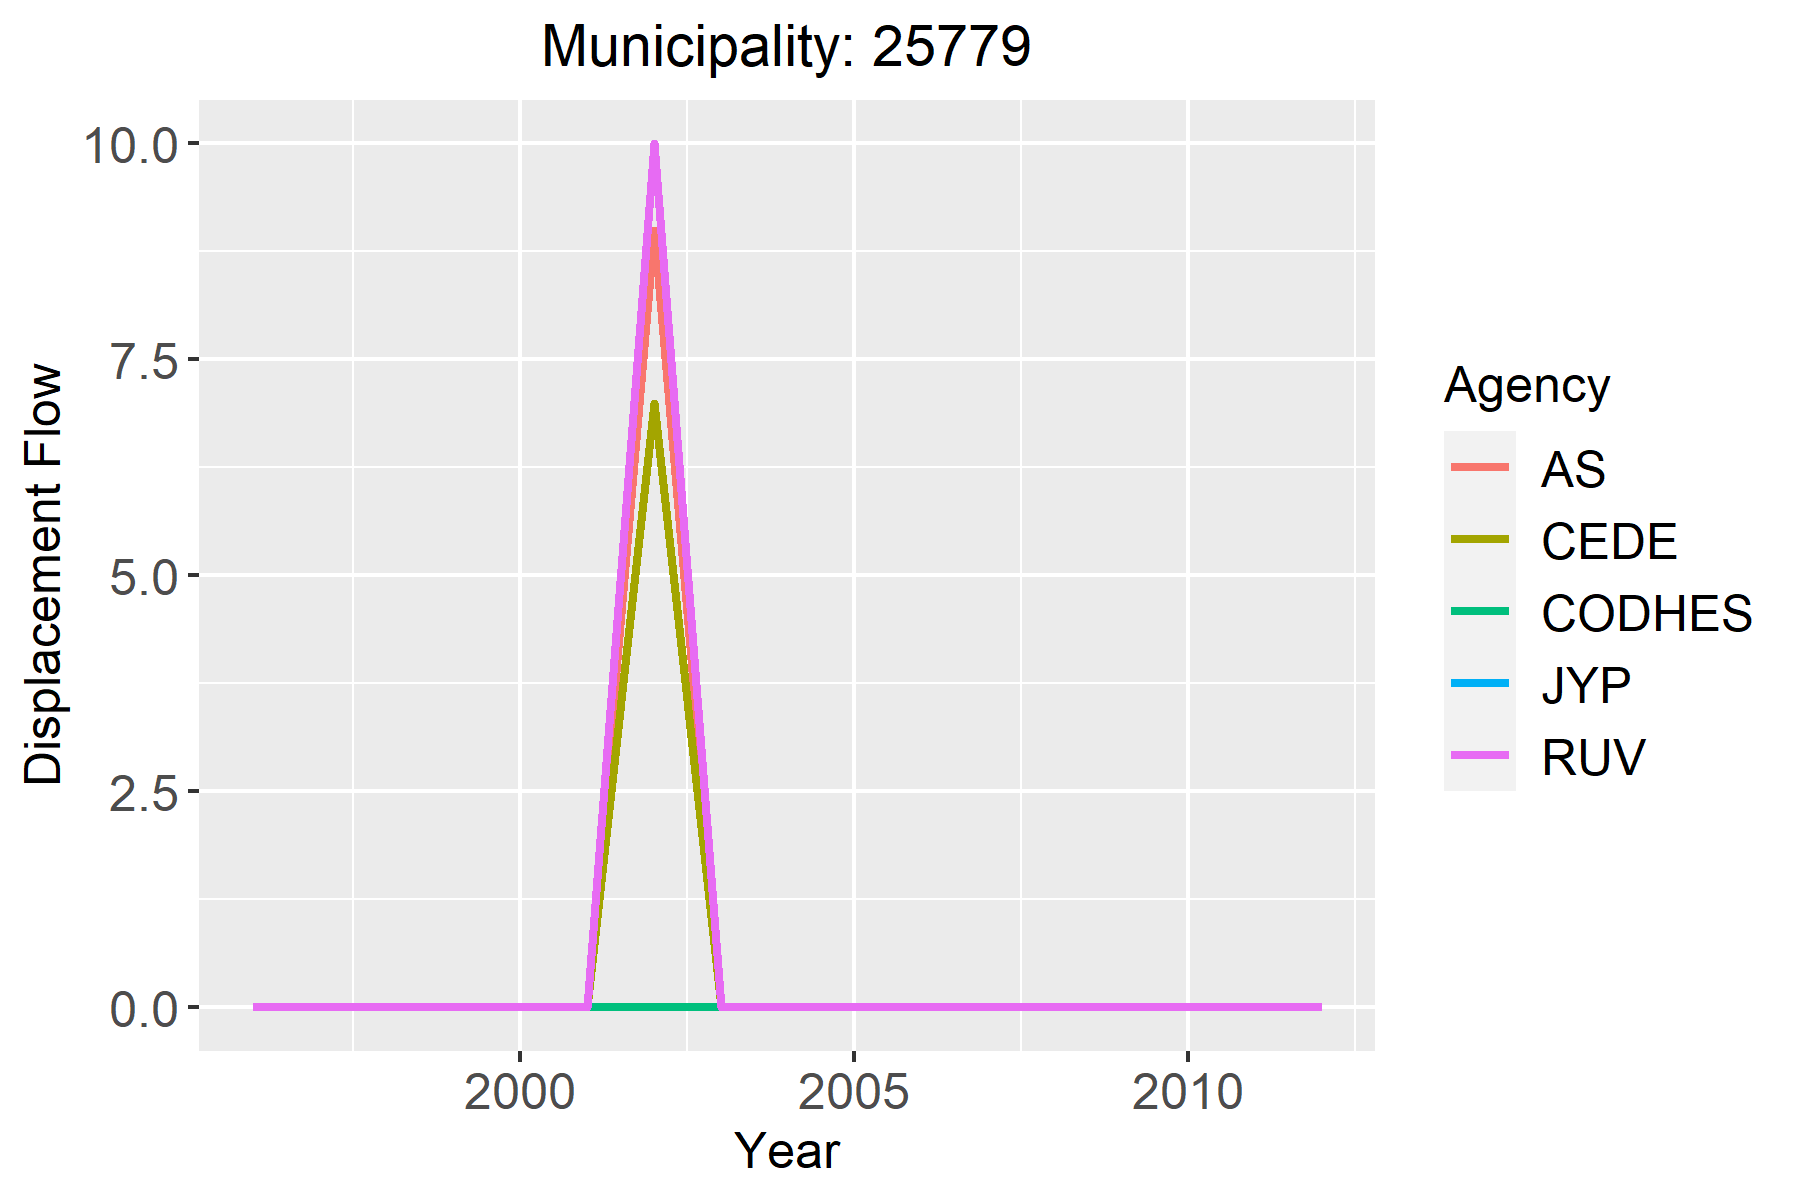 Municipality: 25779
Displacement Flow
10.0
7.5
5.0
2.5
0.0
2000 2005 2010
Year
Agency
AS
CEDE
CODHES
JYP
RUV